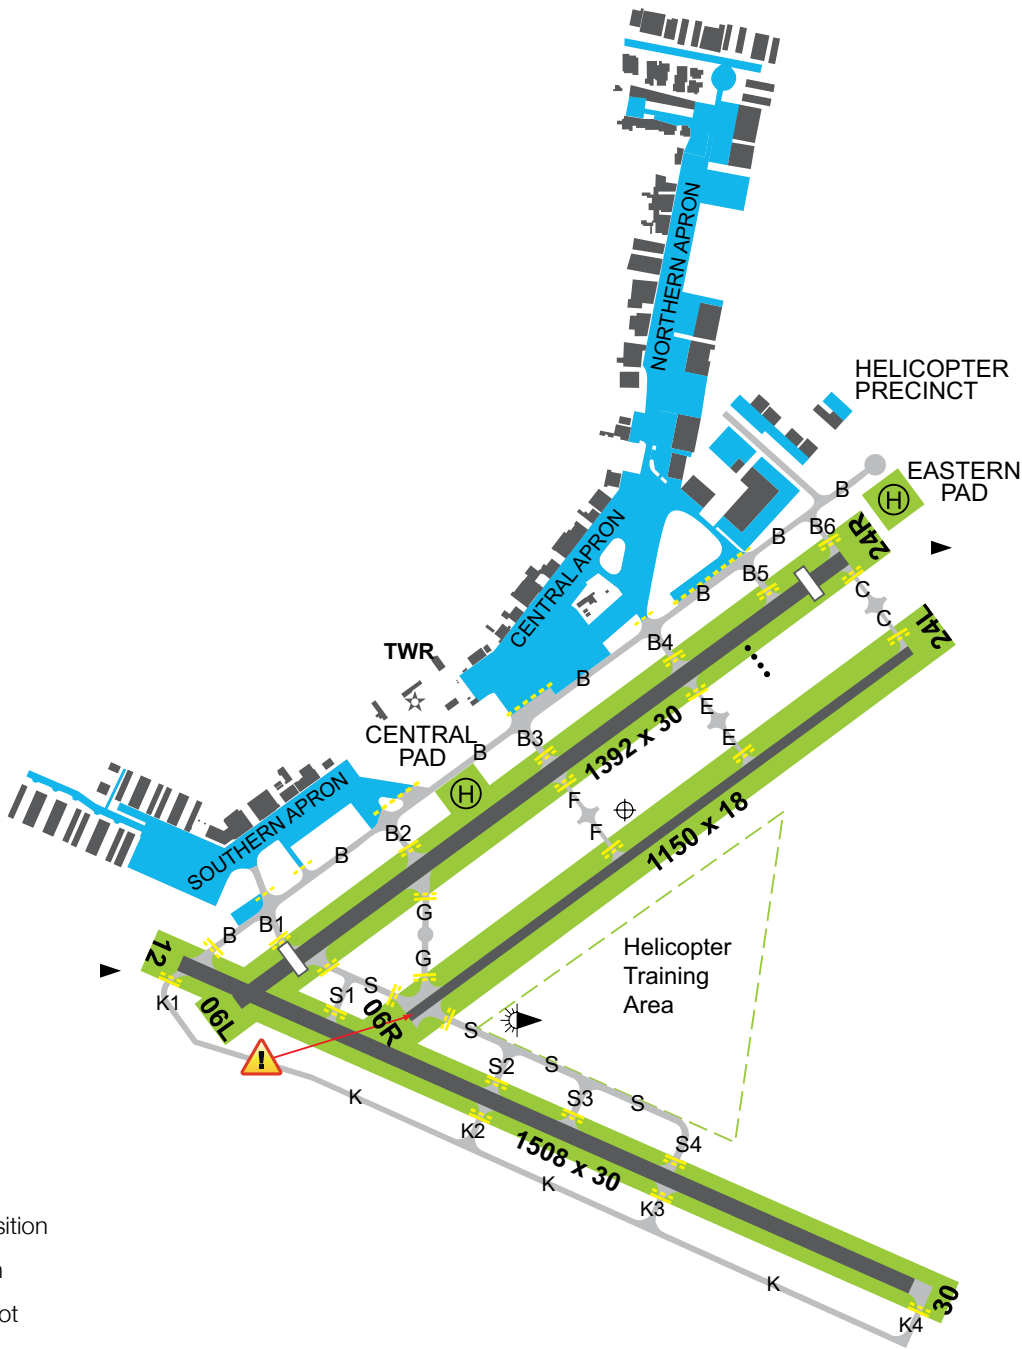 NORTHERN APRON
HELICOPTER
PRECINCT
EASTERN
PAD
H
B
B6
24R
B
B5
C
C
24L
B
CENTRAL APRON
B4
TWR
B
E
E
CENTRAL
PAD
B
B3
1392 x 30
H
F
F
1150 x 18
SOUTHERN APRON
B2
B
G
G
B1
B
12
K1
06L
S1
S
06R
Helicopter
Training
Area
S
S
S
S2
S3
S4
!
K
K2
1508 x 30
K
K3
K
30
K4
sition
n
ot